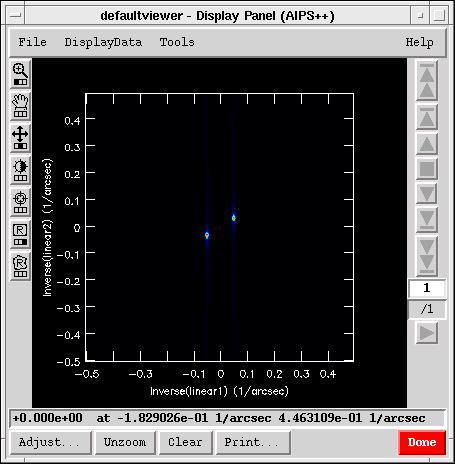 defaultviewer - Display Panel (AIPS++)
File DisplayData Tools Help
0.4
0.3
0.2
0.1
0
-0.1
-0.2
-0.3
-0.4
-0.5
Inverse(linear2) (1/arcsec)
-0.5 -0.3 -0.1 0 0.1 0.2 0.4
Inverse(linear1) (1/arcsec)
R
R
1
/1
+0.000e+00 at -1.829026e-01 1/arcsec 4.463109e-01 1/arcsec
Adjust... Unzoom Clear Print... Done